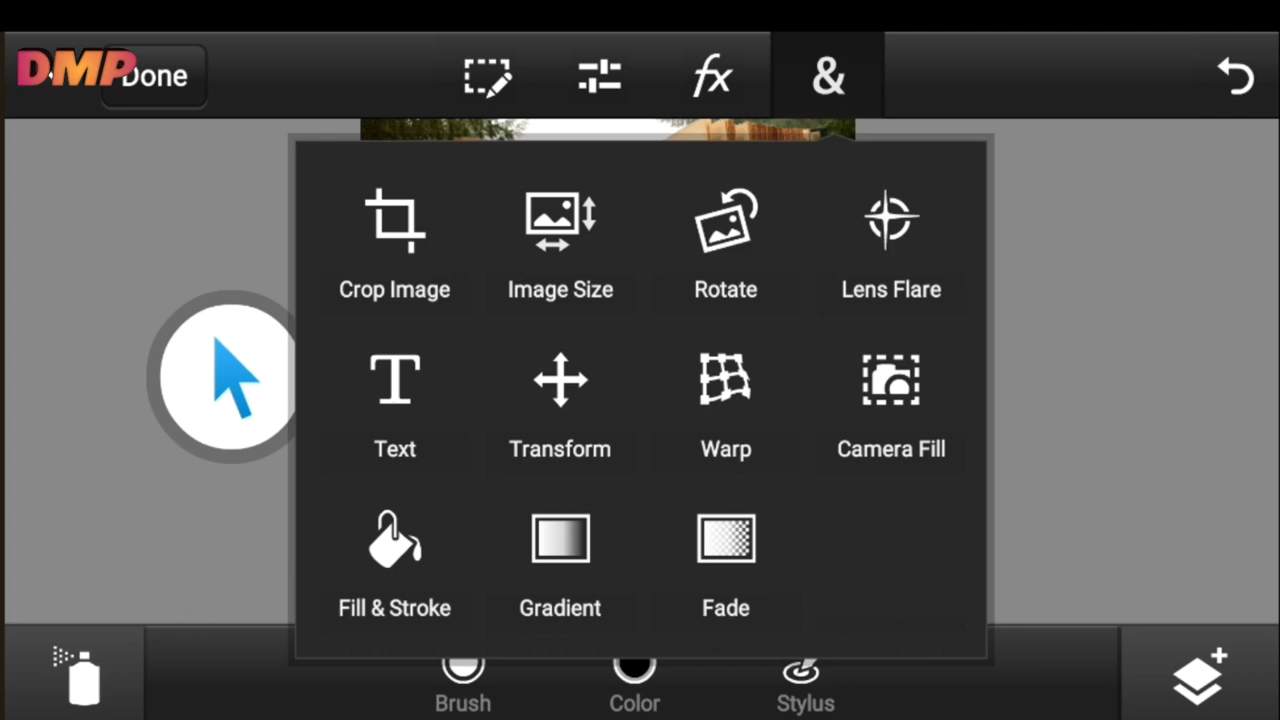 DMP
Done
fx
&
Crop Image
Image Size
Rotate
Lens Flare
T
Text
Transform
Warp
Camera Fill
Fill & Stroke
Gradient
Fade
Brush
Color
Stylus